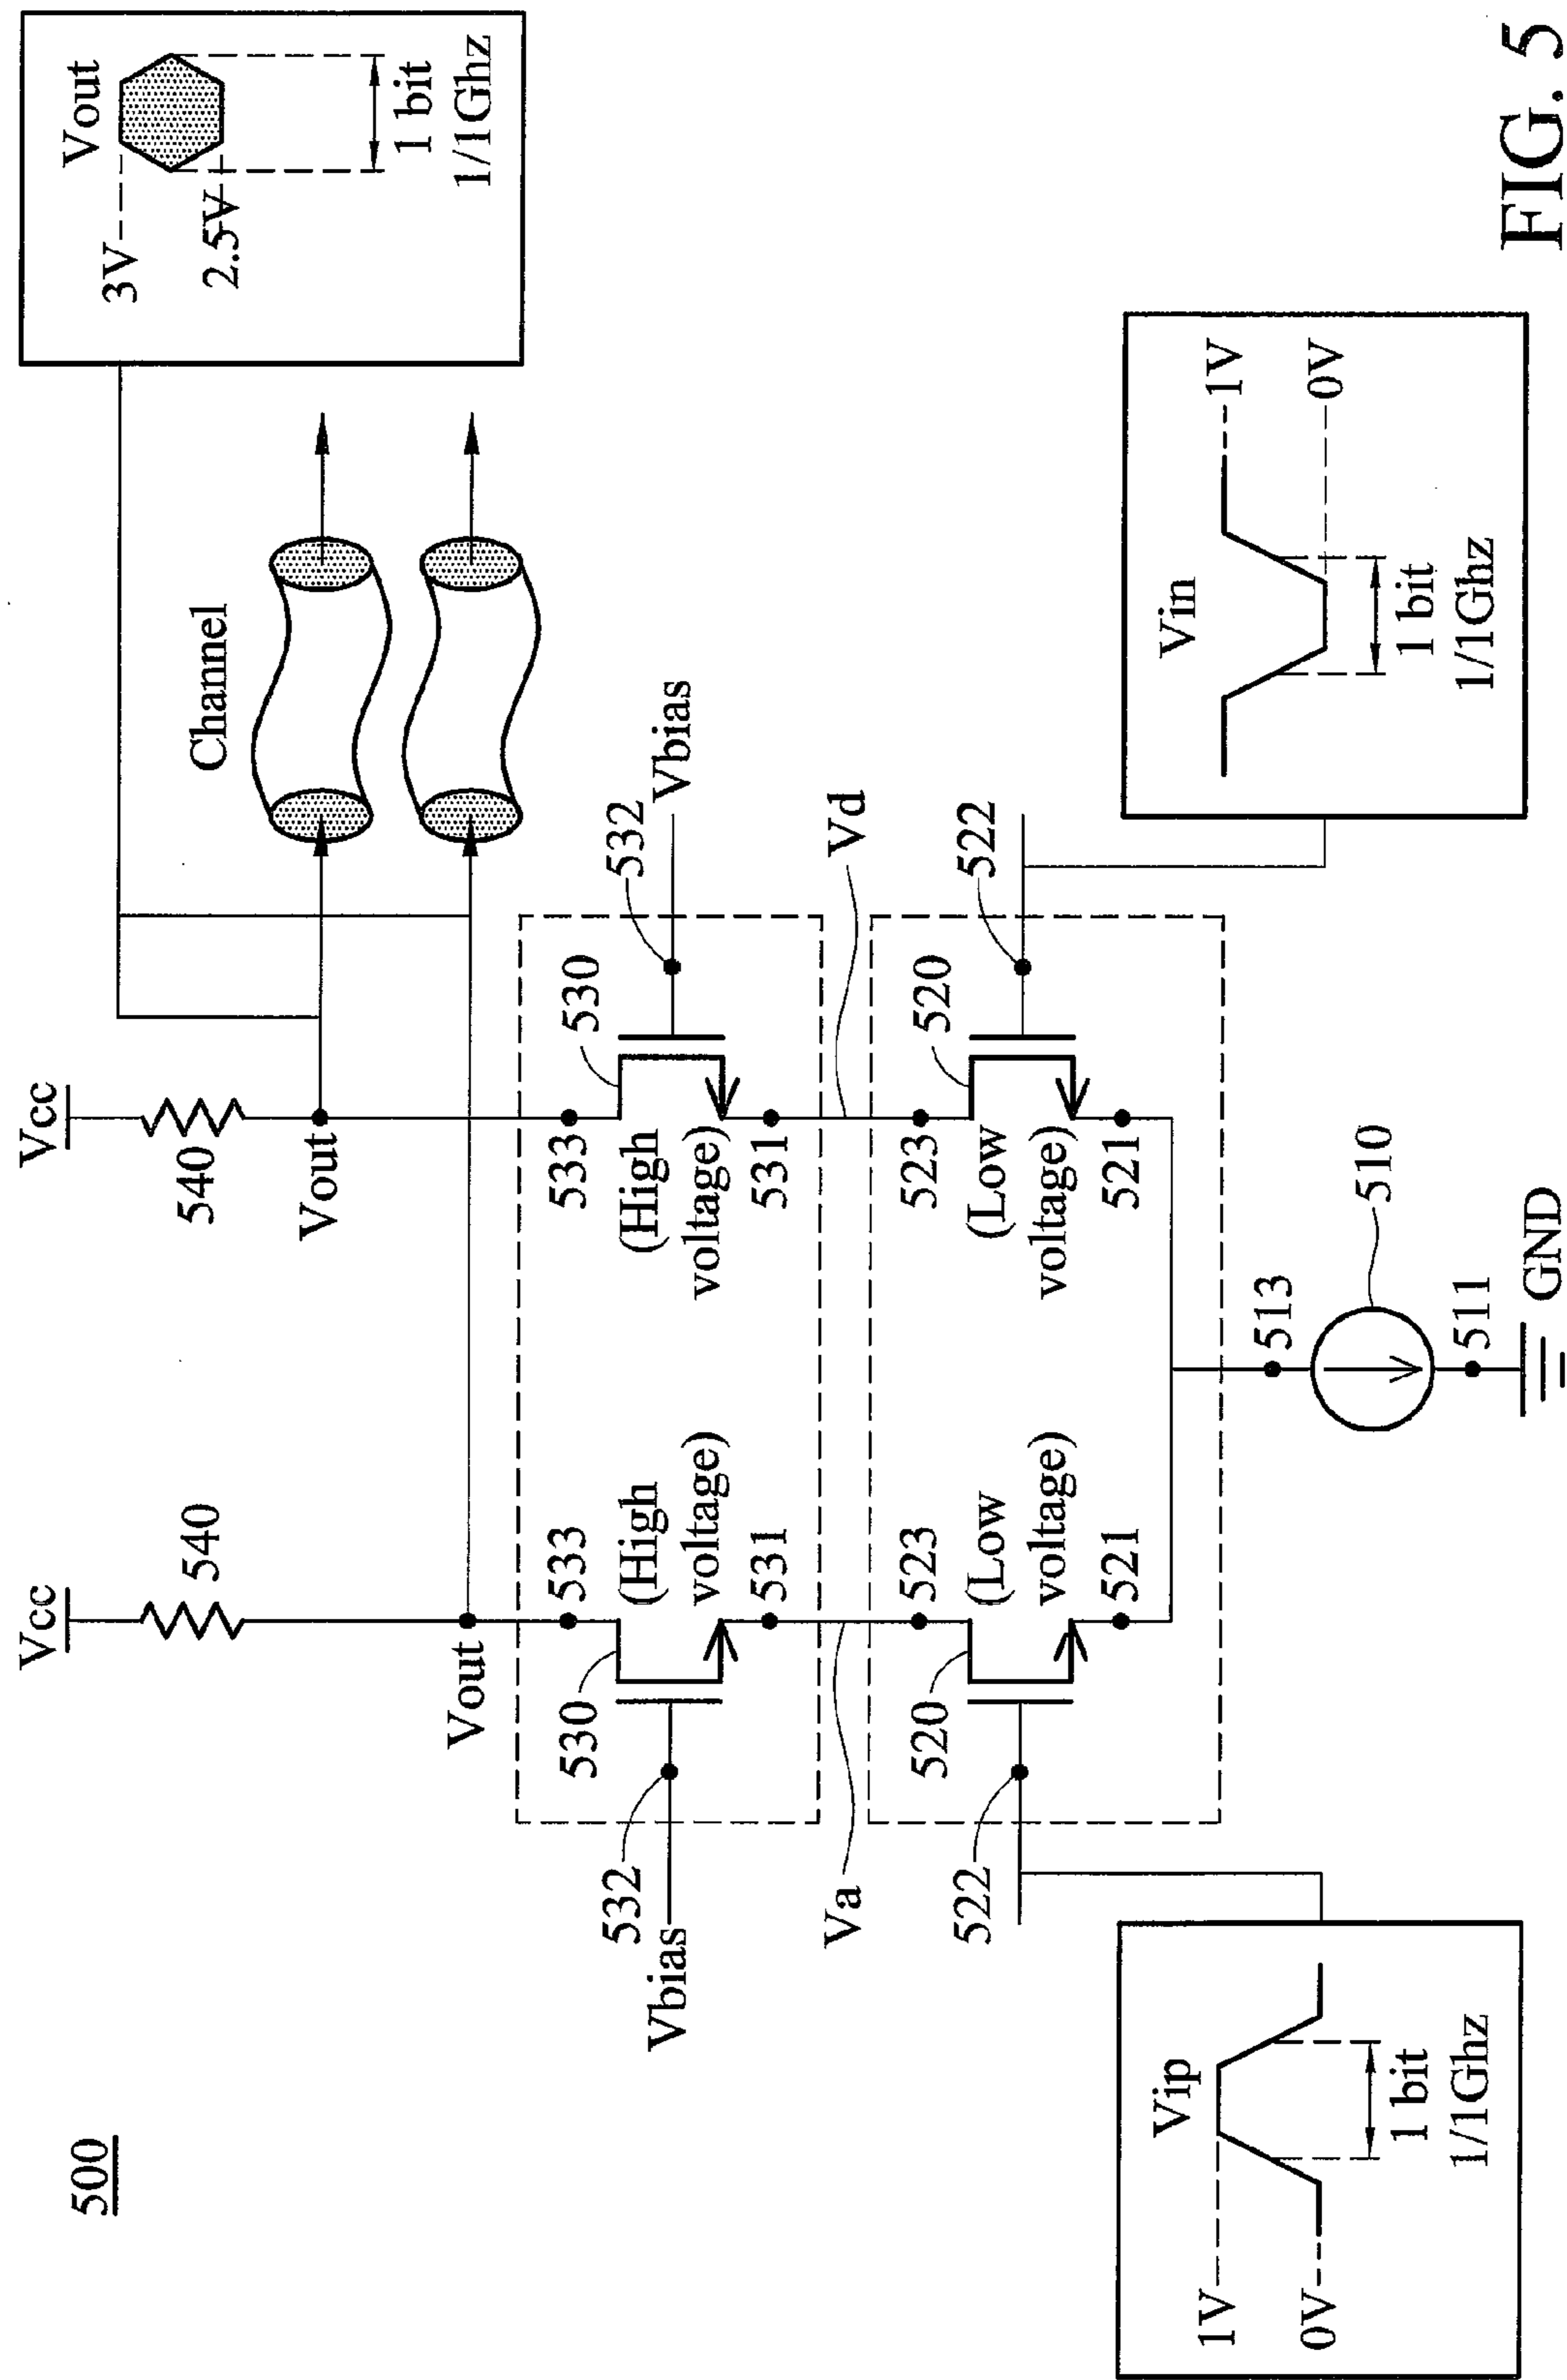 500
Vcc
540
Vout
Vcc
540
Vout
Channel
Vout
3V
2.5V
1 bit
1/1Ghz
530
533
(High
voltage)
531
532
Vbias
533
(High
voltage)
531
530
532
Vbias
Va
Vd
520
523
(Low
voltage)
521
522
523
(Low
voltage)
521
520
522
Vip
1V
0V
1 bit
1/1Ghz
513
510
511
GND
Vin
1V
0V
1 bit
1/1Ghz
FIG. 5